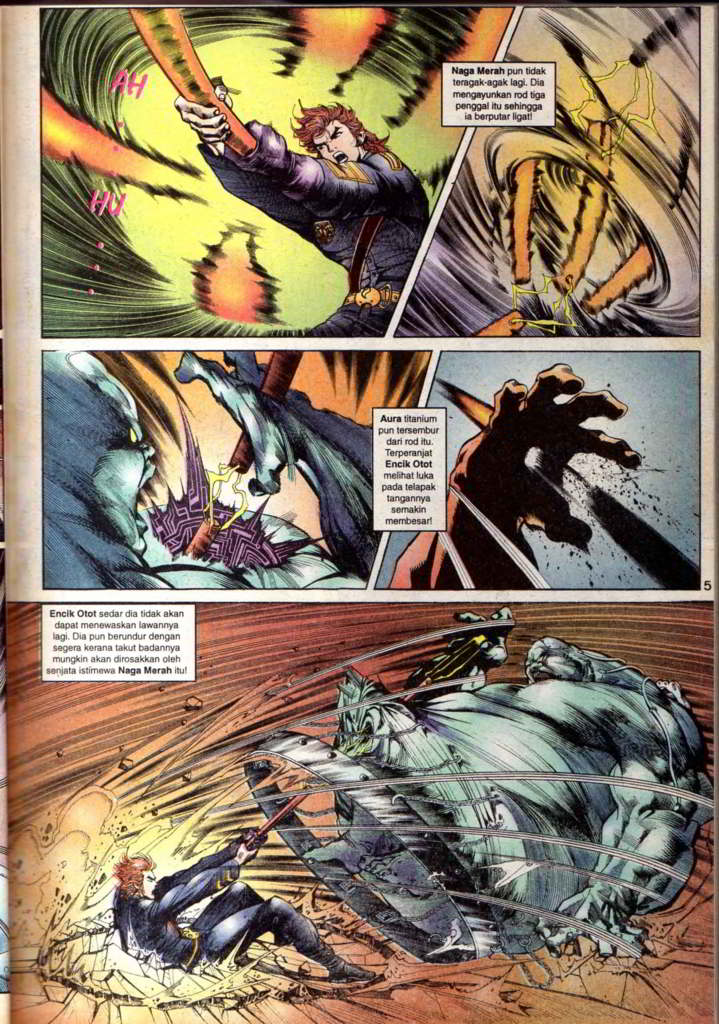 AH
. . .
HU
. . .
Naga Merah pun tidak
teragak-agak lagi. Dia
mengayunkan rod tiga
penggal itu sehingga
ia berputar ligat!
Aura titanium
pun tersembur
dari rod itu.
Terperanjat
Encik Otot
melihat luka
pada telapak
tangannya
semakin
membesar!
5
Encik Otot sedar dia tidak akan
dapat menewaskan lawannya
lagi. Dia pun berundur dengan
segera kerana takut badannya
mungkin akan dirosakkan oleh
senjata istimewa Naga Merah itu!